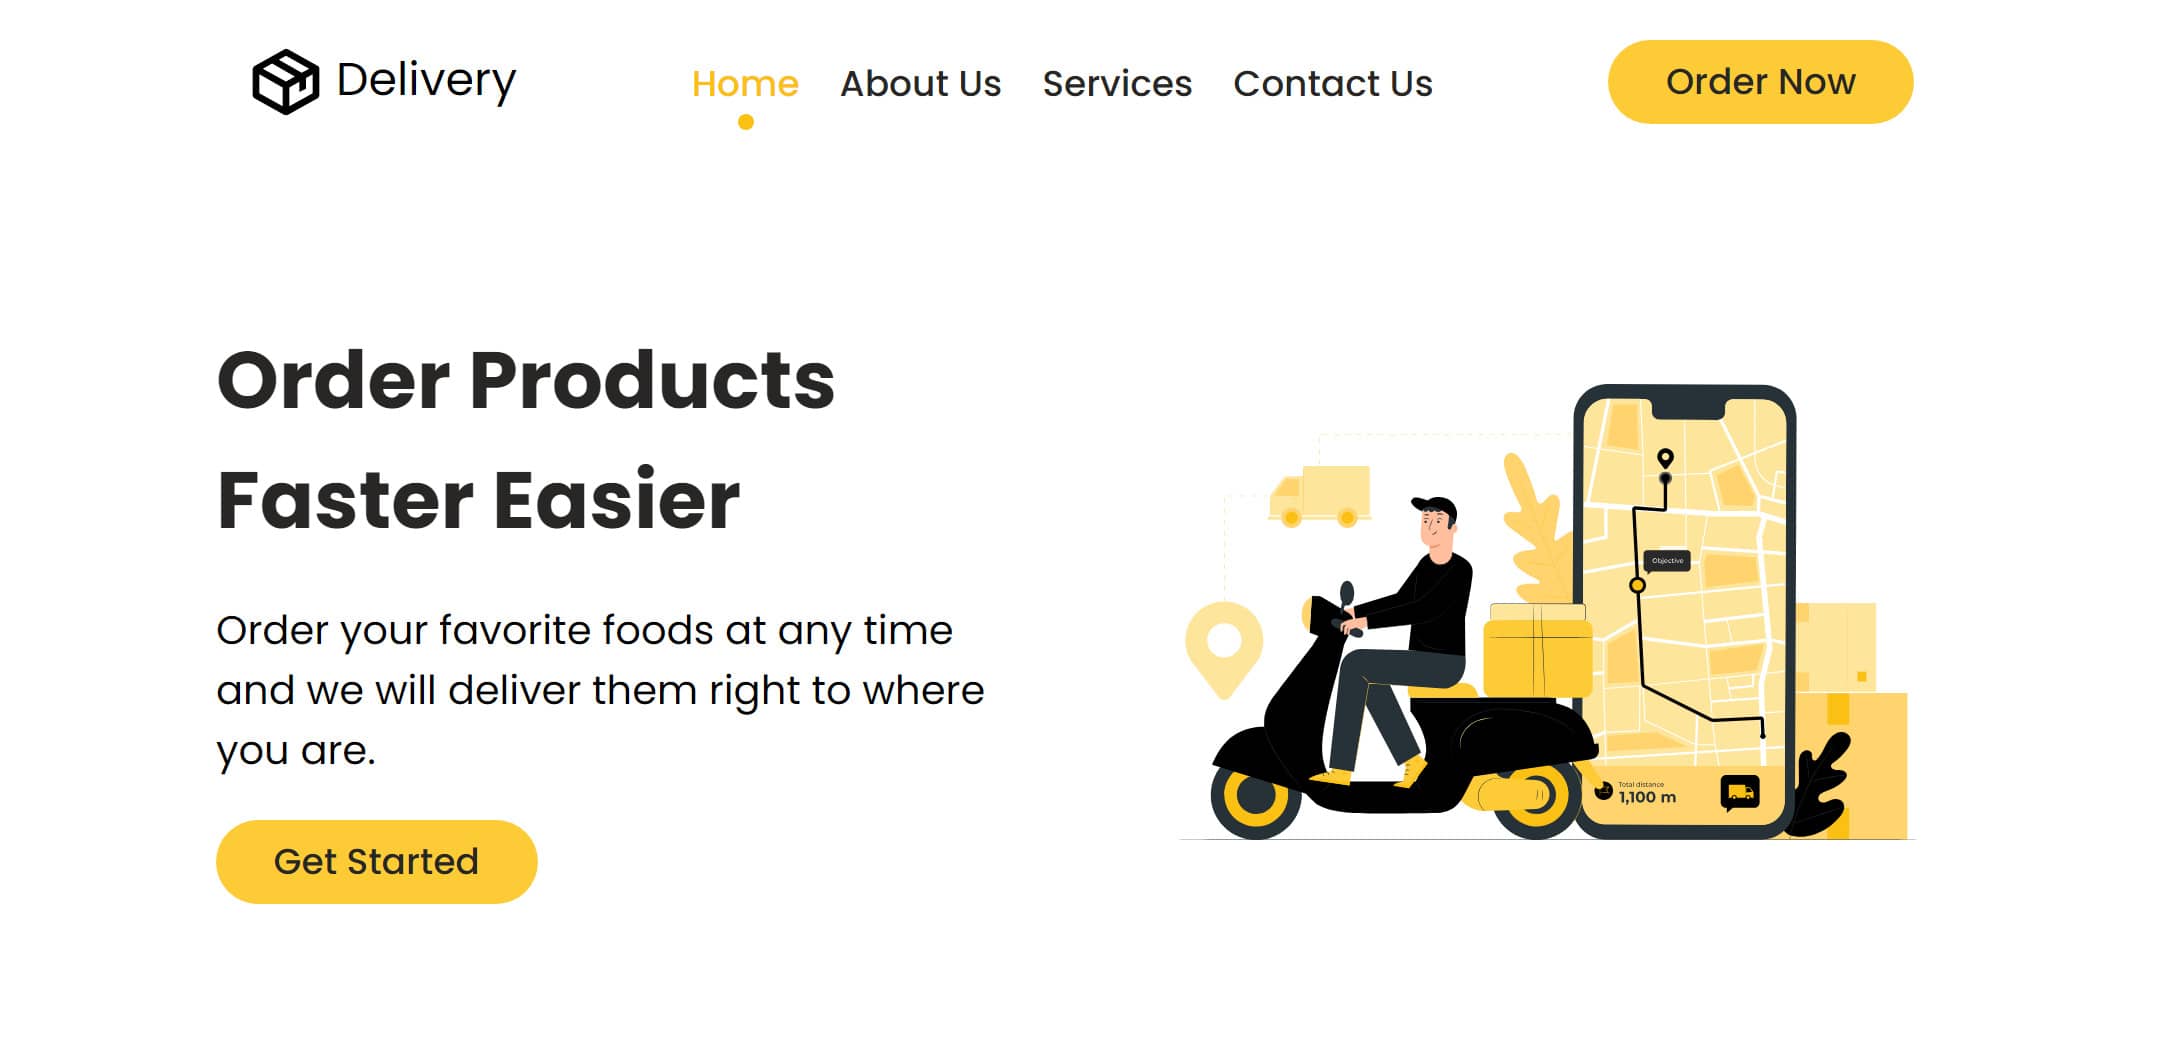 Delivery
Home About Us Services Contact Us
Order Now
Order Products
Faster Easier
Order your favorite foods at any time
and we will deliver them right to where
you are.
Get Started
Objective
Total distance
1,100 m